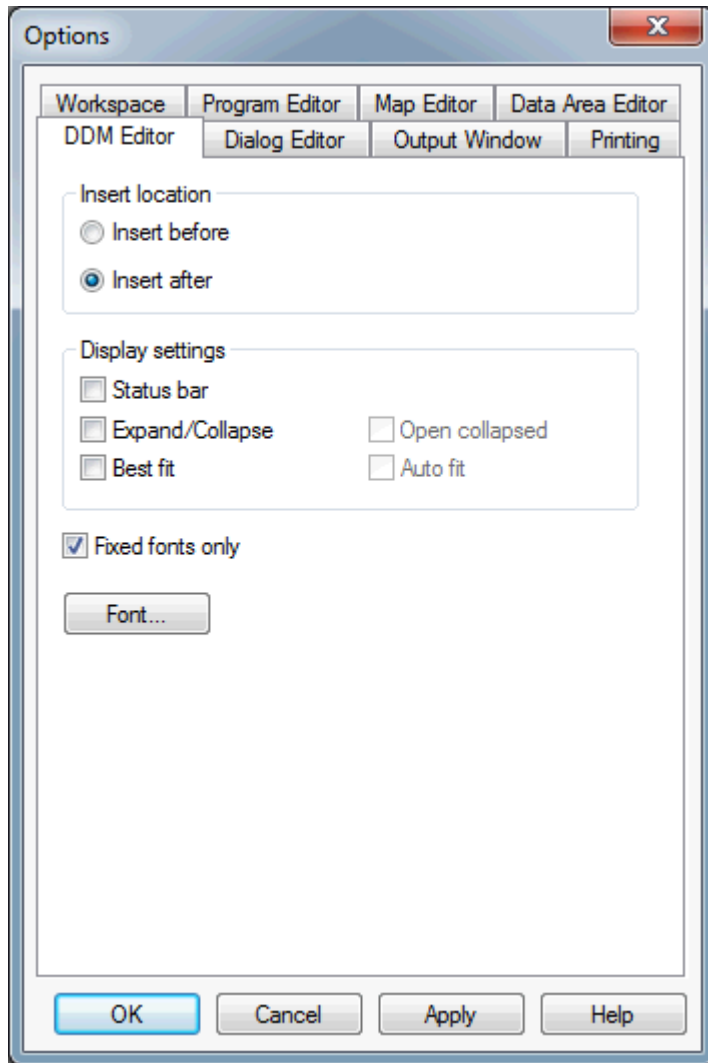 Options
Workspace Program Editor Map Editor Data Area Editor
DDM Editor Dialog Editor Output Window Printing
Insert location
Insert before
Insert after
Display settings
Status bar
Expand/Collapse Open collapsed
Best fit Auto fit
Fixed fonts only
Font...
OK Cancel Apply Help